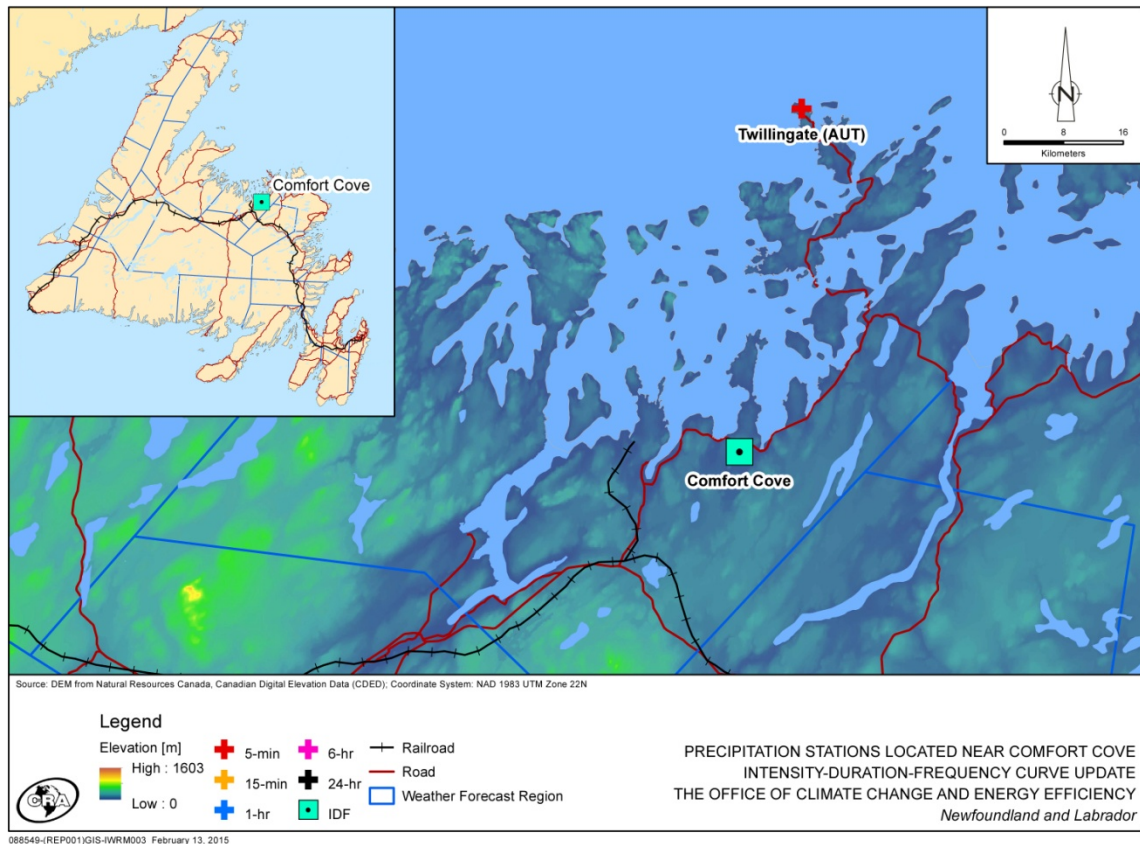 Comfort Cove
Twillingate (AUT)
N
0 8 16
Kilometers
Comfort Cove
Source: DEM from Natural Resources Canada, Canadian Digital Elevation Data (CDED); Coordinate System: NAD 1983 UTM Zone 22N
Legend
Elevation [m]
High : 1603
Low : 0
5-min
15-min
1-hr
6-hr
24-hr
IDF
Railroad
Road
Weather Forecast Region
CRA
PRECIPITATION STATIONS LOCATED NEAR COMFORT COVE
INTENSITY-DURATION-FREQUENCY CURVE UPDATE
THE OFFICE OF CLIMATE CHANGE AND ENERGY EFFICIENCY
Newfoundland and Labrador
088549-(REP001)GIS-IWRM003 February 13, 2015